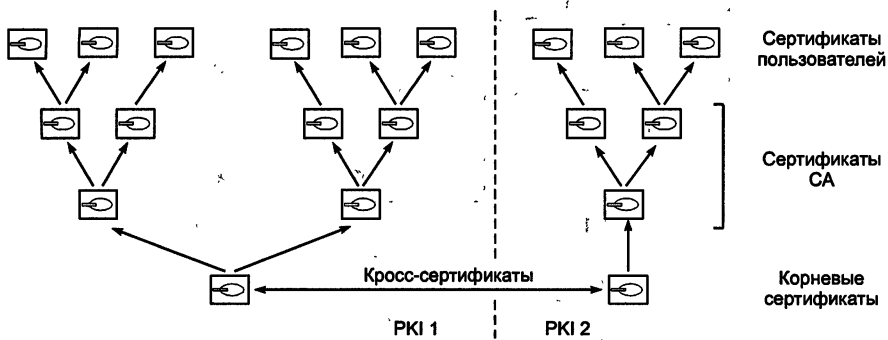 Сертификаты
пользователей
Сертификаты
СА
Кросс-сертификаты
Корневые
сертификаты
PKI 1
PKI 2